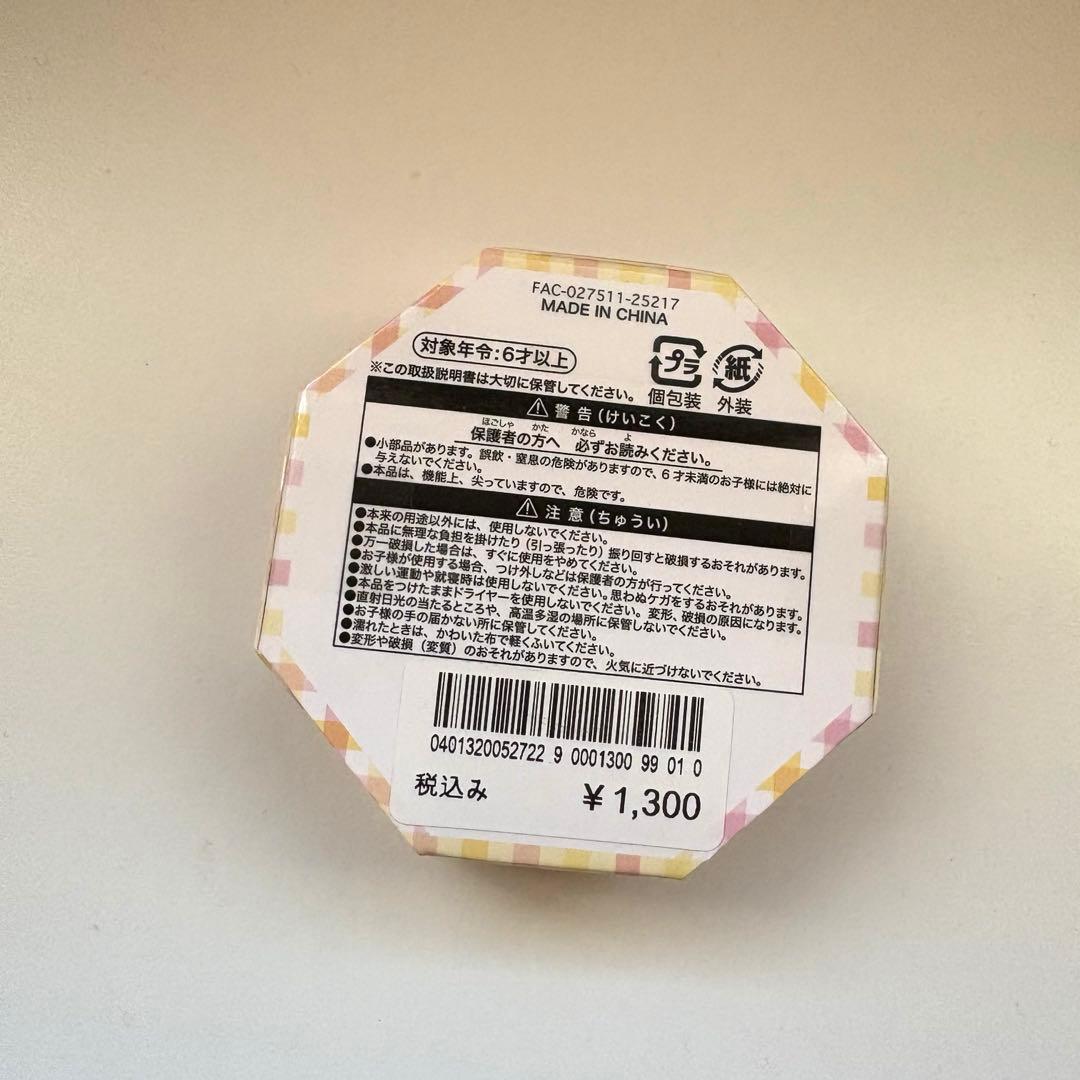 FAC-027511-25217
MADE IN CHINA
対象年令:6才以上
プラ
個包装
紙
外装
※この取扱説明書は大切に保管してください。
警告(けいこく)
ほごしゃ かた かなら よ
保護者の方へ 必ずお読みください。
●小部品があります。誤飲・窒息の危険がありますので、6才未満のお子様には絶対に
与えないでください。
●本品は、機能上、尖っていますので、危険です。
注意(ちゅうい)
●本来の用途以外には、使用しないでください。
●本品に無理な負担を掛けたり(引っ張ったり)振り回すと破損するおそれがあります。
●万一破損した場合は、すぐに使用をやめてください。
●お子様が使用する場合、つけ外しなどは保護者の方が行ってください。
●激しい運動や就寝時は使用しないでください。思わぬケガをするおそれがあります。
●本品をつけたままドライヤーを使用しないでください。変形、破損の原因になります。
●直射日光の当たるところや、高温多湿の場所に保管しないでください。
●お子様の手の届かない所に保管してください。
●濡れたときは、かわいた布で軽くふいてください。
●変形や破損(変質)のおそれがありますので、火気に近づけないでください。
0401320052722 9 0001300 99 01 0
税込み ¥1,300